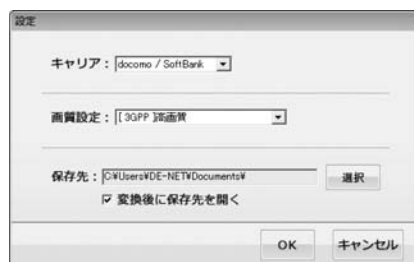 設定
キャリア： docomo / SoftBank
画質設定： [ 3GPP ]高画質
保存先： C:¥Users¥DE-NET¥Documents¥ 選択
変換後に保存先を開く
OK キャンセル